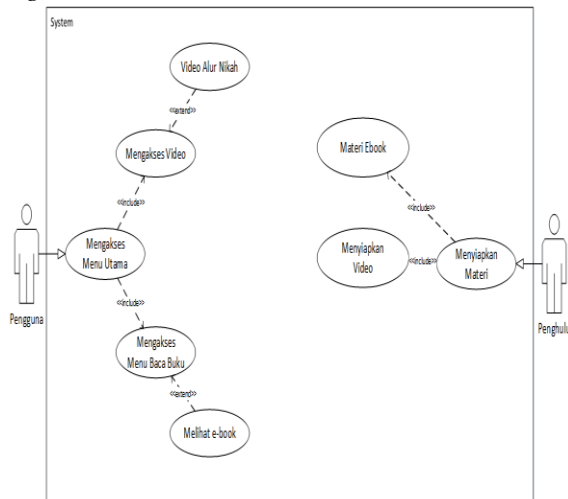 System
Video Alur Nikah
<<extend>>
Mengakses Video
<<include>>
Mengakses
Menu Utama
Pengguna
<<include>>
Mengakses
Menu Baca Buku
<<extend>>
Melihat e-book
Materi Ebook
<<include>>
Menyiapkan
Video
<<include>>
Menyiapkan
Materi
Penghulu